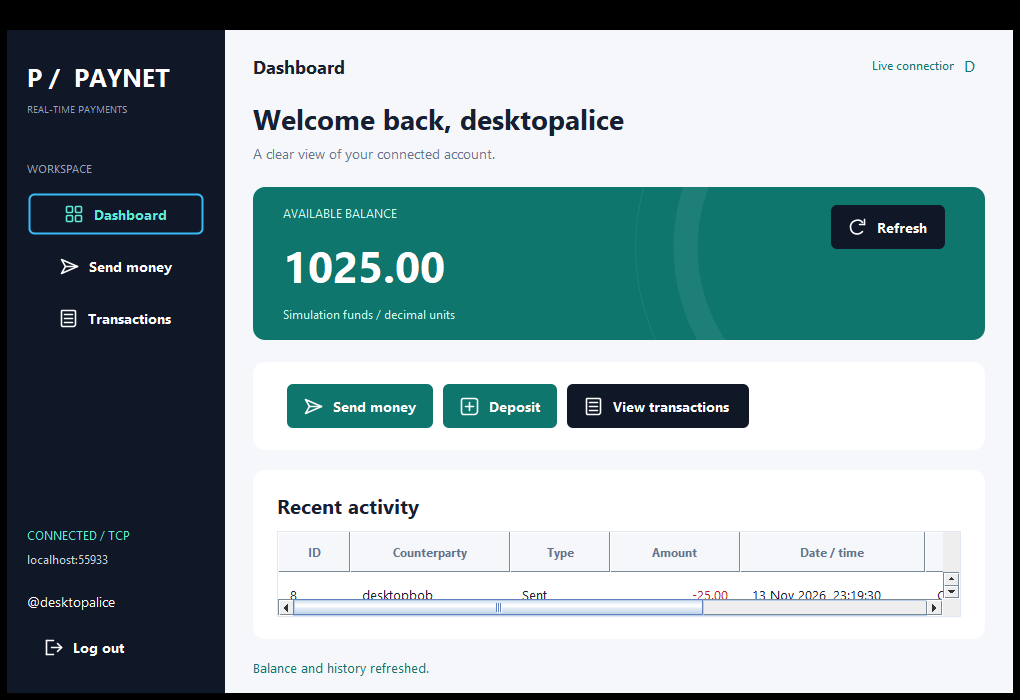 P / PAYNET
REAL-TIME PAYMENTS
WORKSPACE
Dashboard
Send money
Transactions
CONNECTED / TCP
localhost:55933
@desktopalice
Log out
Dashboard
Live connection D
Welcome back, desktopalice
A clear view of your connected account.
AVAILABLE BALANCE
Refresh
1025.00
Simulation funds / decimal units
Send money Deposit View transactions
Recent activity
ID Counterparty Type Amount Date / time
8 desktopbob Sent -25.00 13 Nov 2026, 23:19:30
Balance and history refreshed.